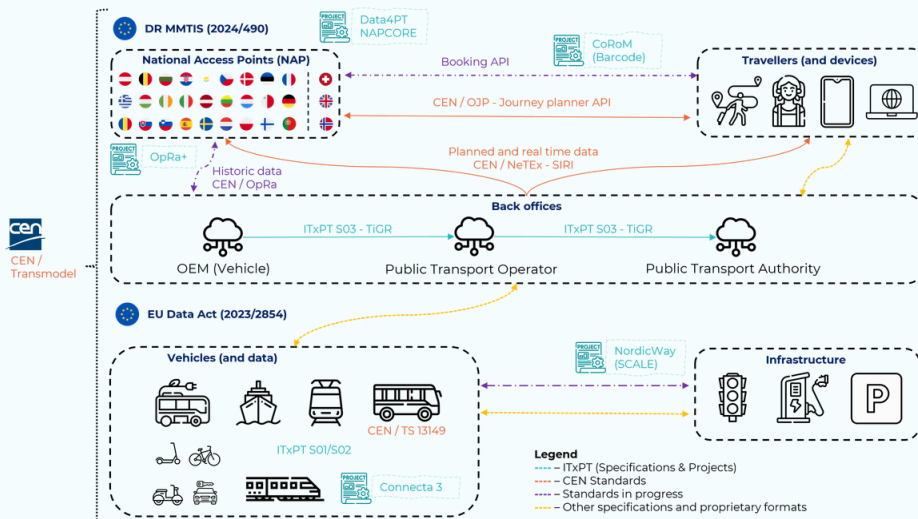 DR MMTIS (2024/490)
PROJECT
Data4PT
NAPCORE
National Access Points (NAP)
Booking API
PROJECT
CoRoM
(Barcode)
Travellers (and devices)
CEN / OJP - Journey planner API
PROJECT
OpRa+
Planned and real time data
CEN / NeTEx - SIRI
Historic data
CEN / OpRa
Back offices
cen
CEN /
Transmodel
ITxPT S03 - TiGR
ITxPT S03 - TiGR
OEM (Vehicle)
Public Transport Operator
Public Transport Authority
EU Data Act (2023/2854)
Vehicles (and data)
PROJECT
NordicWay
(SCALE)
Infrastructure
P
CEN / TS 13149
ITxPT S01/S02
PROJECT
Connecta 3
Legend
– ITxPT (Specifications & Projects)
– CEN Standards
– Standards in progress
– Other specifications and proprietary formats